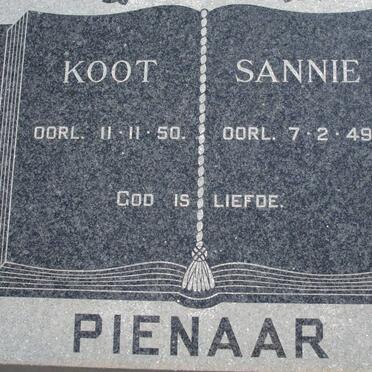 KOOT SANNIE
OORL. 11·11·50. OORL. 7·2·49
GOD IS LIEFDE.
PIENAAR